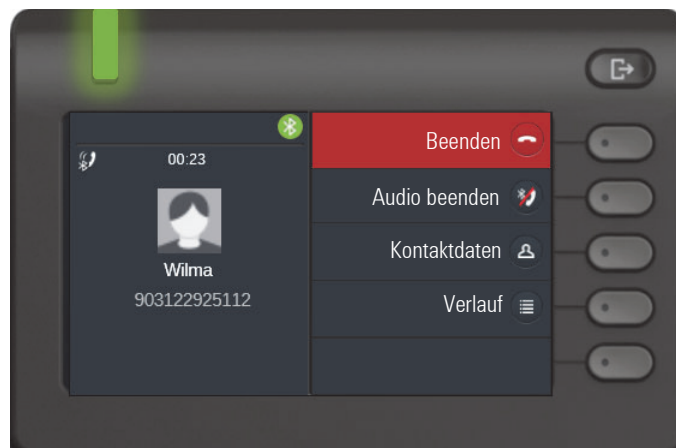 00:23
Wilma
903122925112
Beenden
Audio beenden
Kontaktdaten
Verlauf